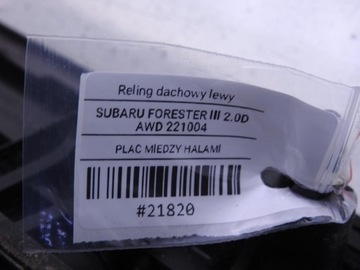 Reling dachowy lewy
SUBARU FORESTER III 2.0D
AWD 221004
PLAC MIEDZY HALAMI
#21820